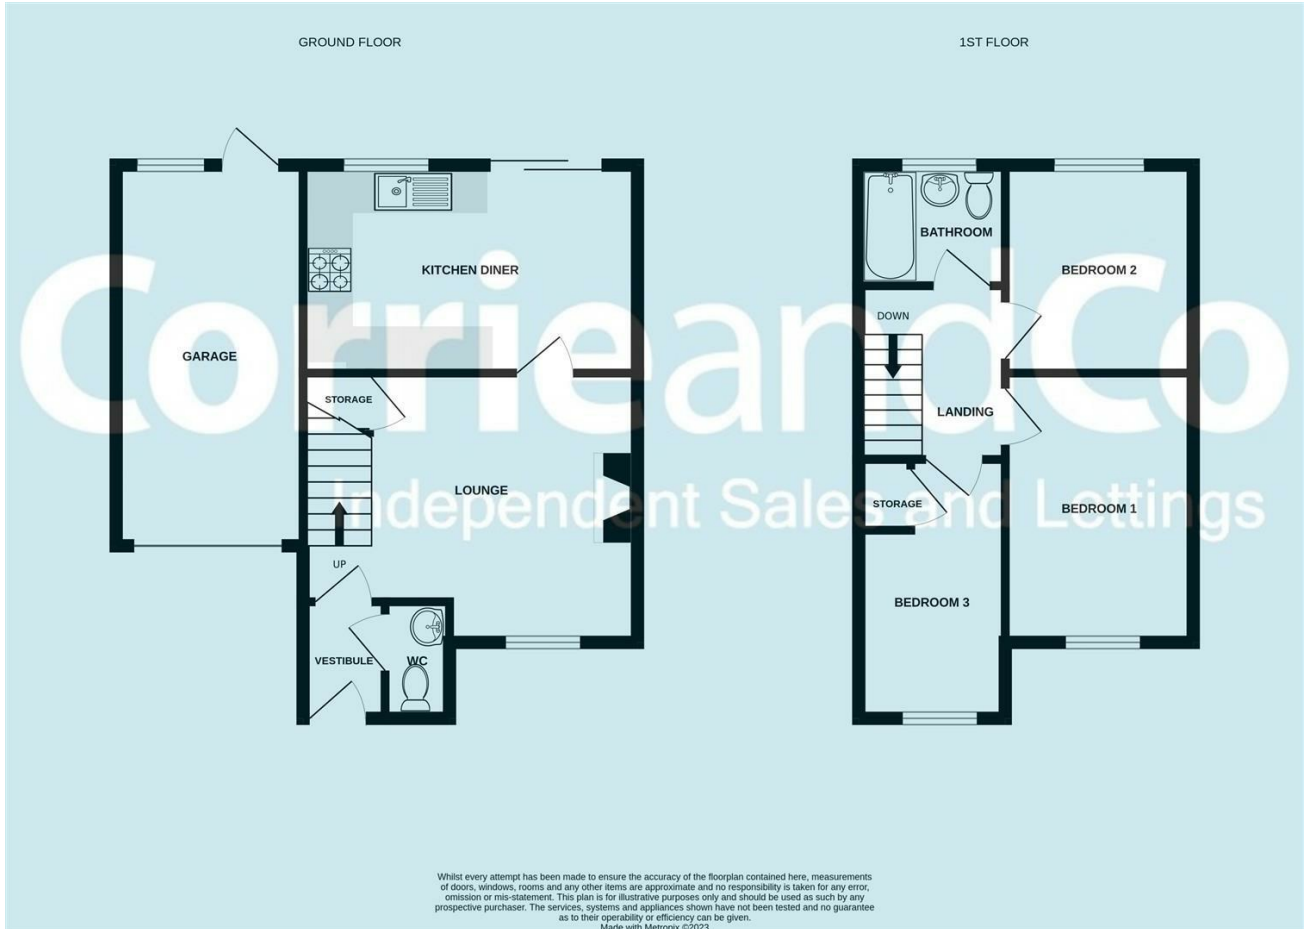 GROUND FLOOR
1ST FLOOR
GARAGE
KITCHEN DINER
STORAGE
LOUNGE
UP
VESTIBULE
WC
BATHROOM
BEDROOM 2
DOWN
LANDING
STORAGE
BEDROOM 1
BEDROOM 3
CorrieandCo
Independent Sales and Lettings
Whilst every attempt has been made to ensure the accuracy of the floorplan contained here, measurements
of doors, windows, rooms and any other items are approximate and no responsibility is taken for any error,
omission or mis-statement. This plan is for illustrative purposes only and should be used as such by any
prospective purchaser. The services, systems and appliances shown have not been tested and no guarantee
as to their operability or efficiency can be given.
Made with Metropix ©2023